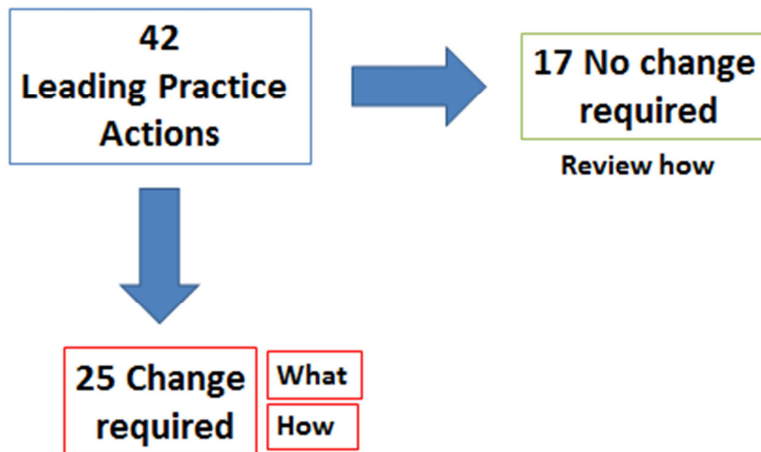 42
Leading Practice
Actions
17 No change
required
Review how
25 Change
required
What
How